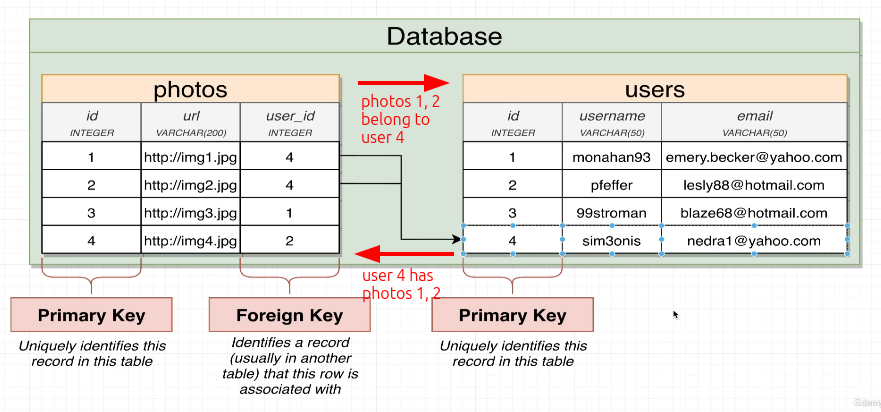 Database
photos
users
photos 1, 2
belong to
user 4
id
url
user_id
INTEGER
VARCHAR(200)
INTEGER
id
username
email
INTEGER
VARCHAR(50)
VARCHAR(50)
1 http://img1.jpg 4
2 http://img2.jpg 4
3 http://img3.jpg 1
4 http://img4.jpg 2
1 monahan93 emery.becker@yahoo.com
2 pfeffer lesly88@hotmail.com
3 99stroman blaze68@hotmail.com
4 sim3onis nedra1@yahoo.com
user 4 has
photos 1, 2
Primary Key
Uniquely identifies this
record in this table
Foreign Key
Identifies a record
(usually in another
table) that this row is
associated with
Primary Key
Uniquely identifies this
record in this table